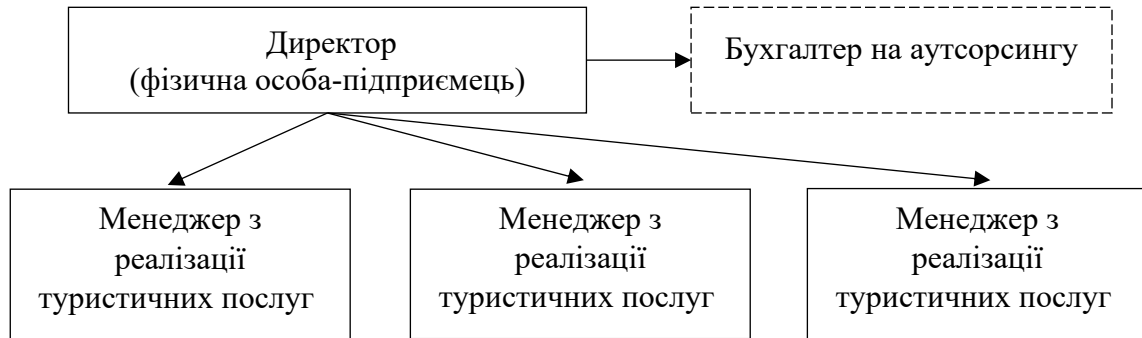 Директор
(фізична особа-підприємець)
Бухгалтер на аутсорсингу
Менеджер з
реалізації
туристичних послуг
Менеджер з
реалізації
туристичних послуг
Менеджер з
реалізації
туристичних послуг